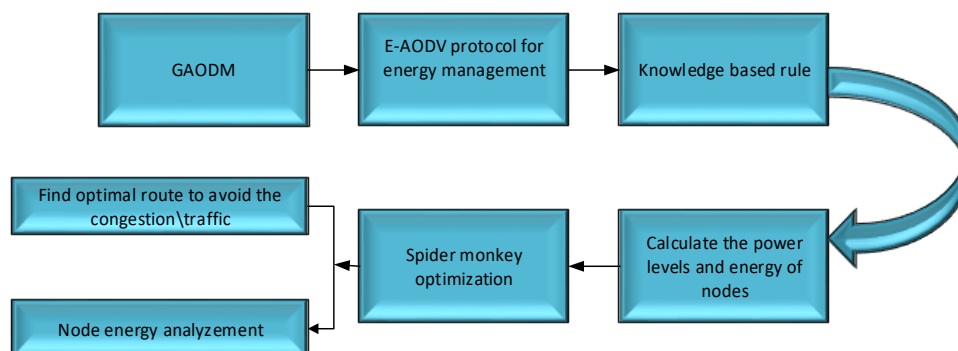 GAODM
E-AODV protocol for
energy management
Knowledge based rule
Find optimal route to avoid the
congestion\traffic
Spider monkey
optimization
Calculate the power
levels and energy of
nodes
Node energy analyzement